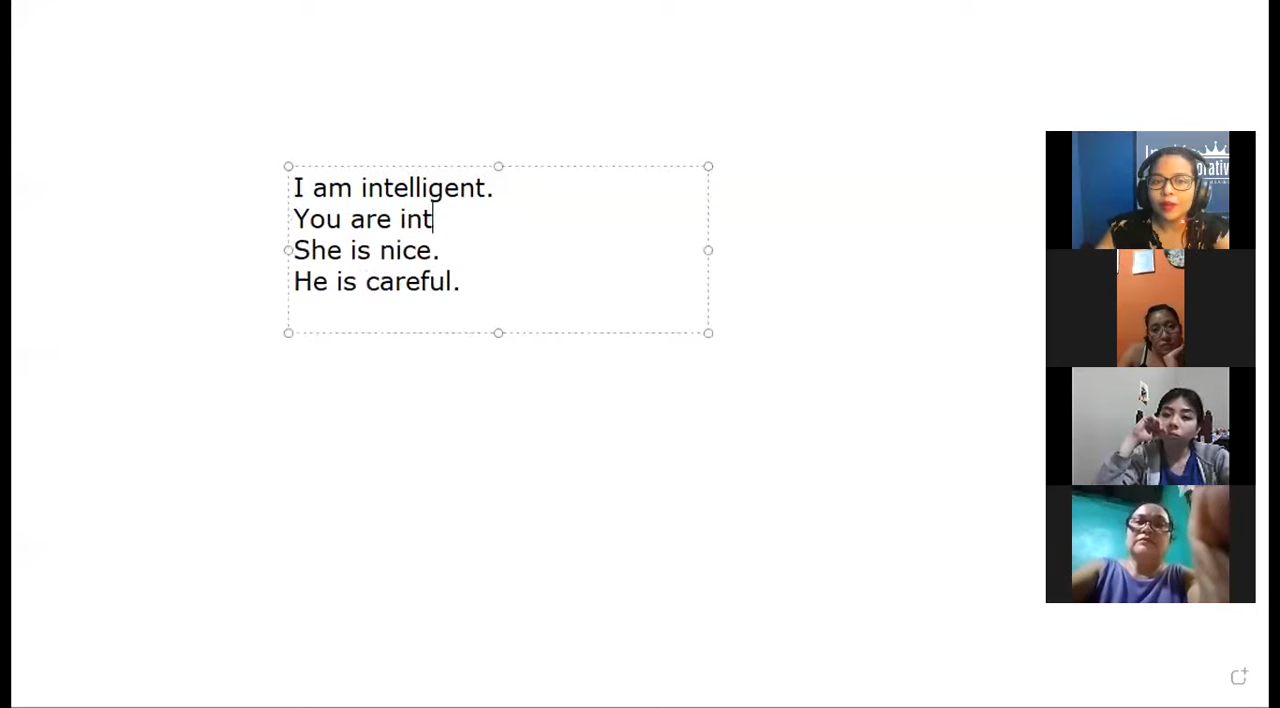 I am intelligent.
You are int
She is nice.
He is careful.